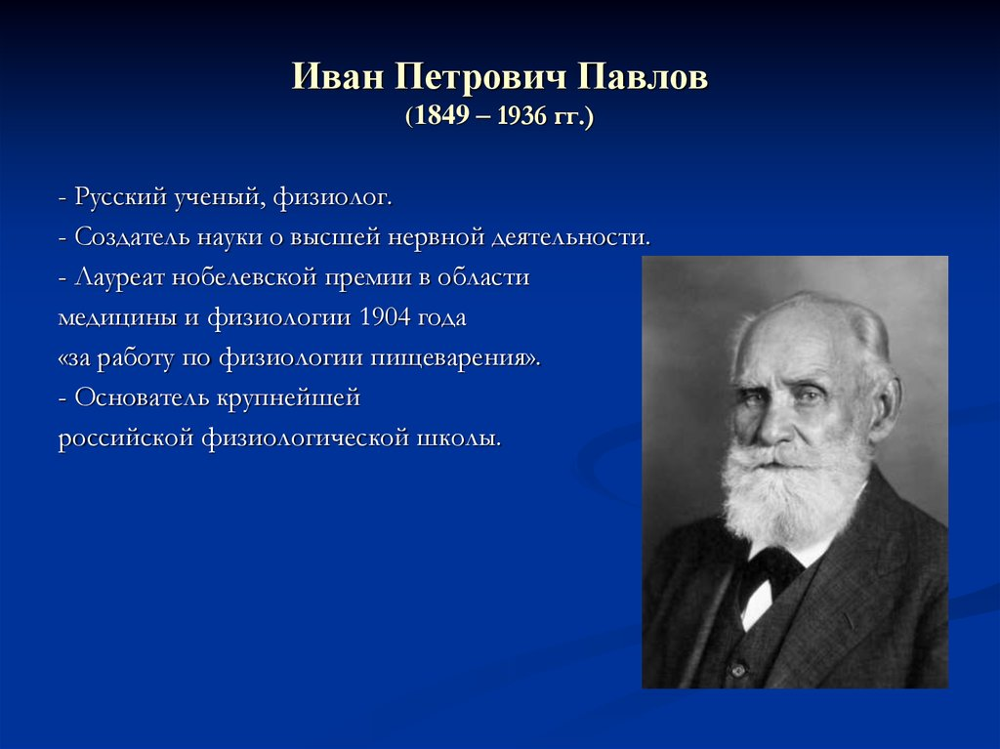 Иван Петрович Павлов
(1849 – 1936 гг.)
- Русский ученый, физиолог.
- Создатель науки о высшей нервной деятельности.
- Лауреат нобелевской премии в области
медицины и физиологии 1904 года
«за работу по физиологии пищеварения».
- Основатель крупнейшей
российской физиологической школы.